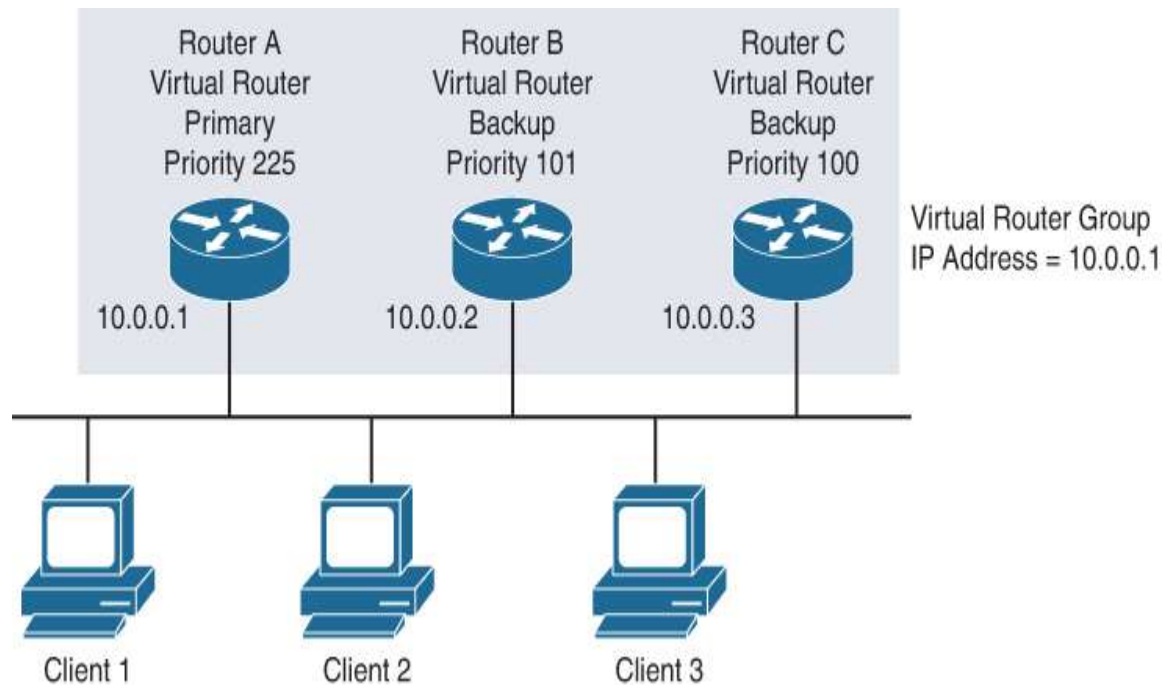 Router A
Virtual Router
Primary
Priority 225
Router B
Virtual Router
Backup
Priority 101
Router C
Virtual Router
Backup
Priority 100
Virtual Router Group
IP Address = 10.0.0.1
10.0.0.1
10.0.0.2
10.0.0.3
Client 1
Client 2
Client 3